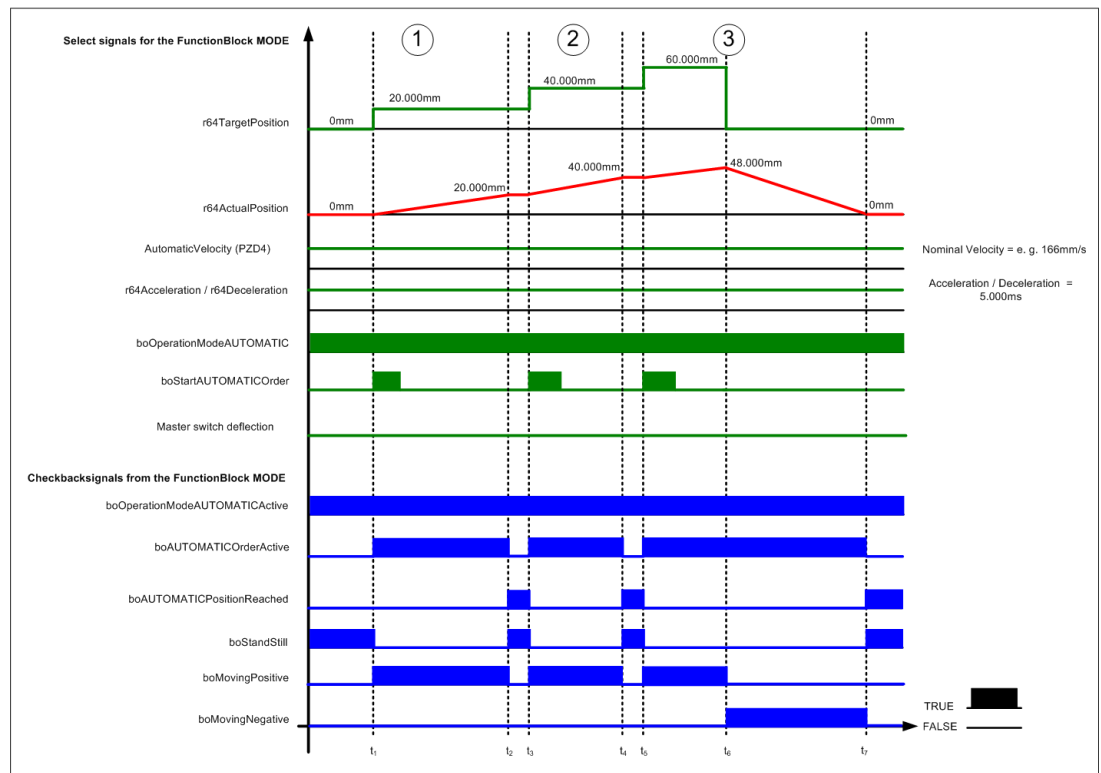 Select signals for the FunctionBlock MODE
1
2
3
60.000mm
40.000mm
20.000mm
r64TargetPosition
0mm
0mm
48.000mm
40.000mm
20.000mm
r64ActualPosition
0mm
0mm
AutomaticVelocity (PZD4)
Nominal Velocity = e. g. 166mm/s
r64Acceleration / r64Deceleration
Acceleration / Deceleration =
5.000ms
boOperationModeAUTOMATIC
boStartAUTOMATICOrder
Master switch deflection
Checkbacksignals from the FunctionBlock MODE
boOperationModeAUTOMATICActive
boAUTOMATICOrderActive
boAUTOMATICPositionReached
boStandStill
boMovingPositive
boMovingNegative
TRUE
FALSE
t1 t2 t3 t4 t5 t6 t7